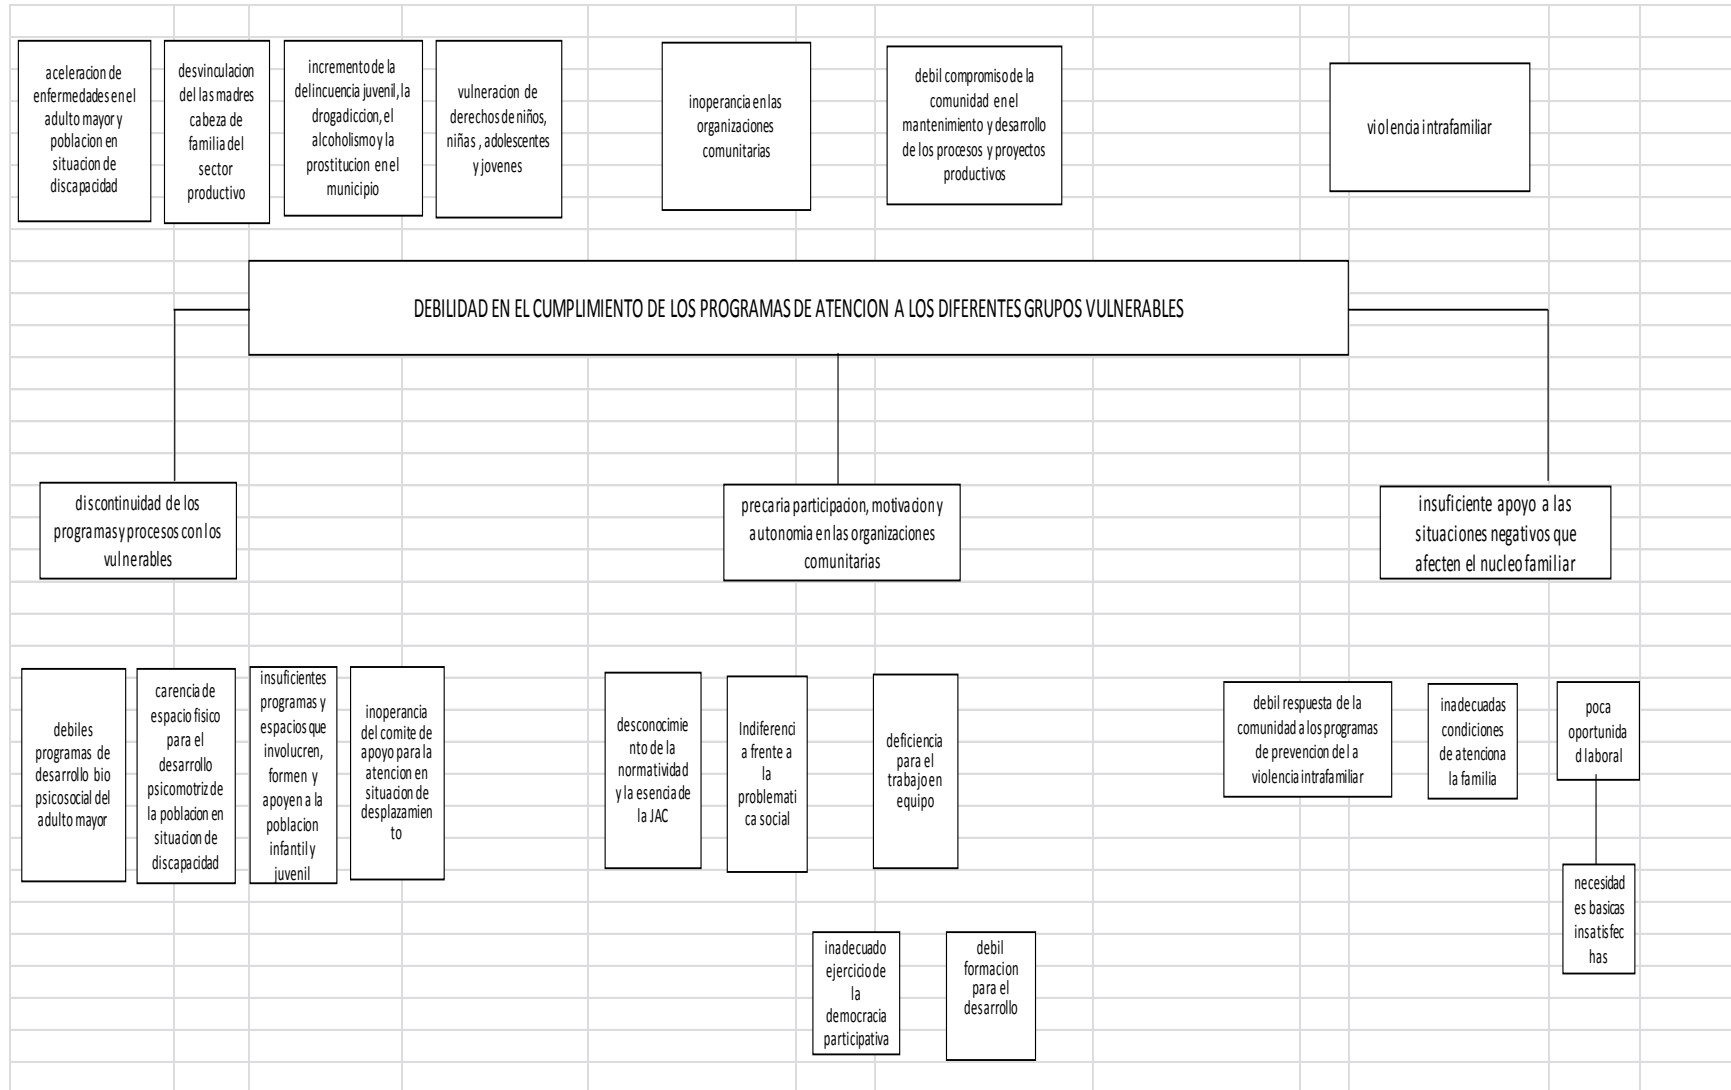 aceleracion de
enfermedades en el
adulto mayor y
poblacion en
situacion de
discapacidad
desvinculacion
del las madres
cabeza de
familia del
sector
productivo
incremento de la
delincuencia juvenil, la
drogadiccion, el
alcoholismo y la
prostitucion en el
municipio
vulneracion de
derechos de niños,
niñas , adolescentes
y jovenes
inoperancia en las
organizaciones
comunitarias
debil compromiso de la
comunidad en el
mantenimiento y desarrollo
de los procesos y proyectos
productivos
violencia intrafamiliar
DEBILIDAD EN EL CUMPLIMIENTO DE LOS PROGRAMAS DE ATENCION A LOS DIFERENTES GRUPOS VULNERABLES
discontinuidad de los
programas y procesos con los
vulnerables
precaria participacion, motivacion y
autonomia en las organizaciones
comunitarias
insuficiente apoyo a las
situaciones negativos que
afecten el nucleo familiar
debiles
programas de
desarrollo bio
psicosocial del
adulto mayor
carencia de
espacio fisico
para el
desarrollo
psicomotriz de
la poblacion en
situacion de
discapacidad
insuficientes
programas y
espacios que
involucren,
formen y
apoyen a la
poblacion
infantil y
juvenil
inoperancia
del comite de
apoyo para la
atencion en
situacion de
desplazamien
to
desconocimie
nto de la
normatividad
y la esencia de
la JAC
Indiferenci
a frente a
la
problemati
ca social
deficiencia
para el
trabajo en
equipo
debil respuesta de la
comunidad a los programas
de prevencion del a
violencia intrafamiliar
inadecuadas
condiciones
de atencion a
la familia
poca
oportunida
d laboral
necesidad
es basicas
insatisfec
has
inadecuado
ejercicio de
la
democracia
participativa
debil
formacion
para el
desarrollo